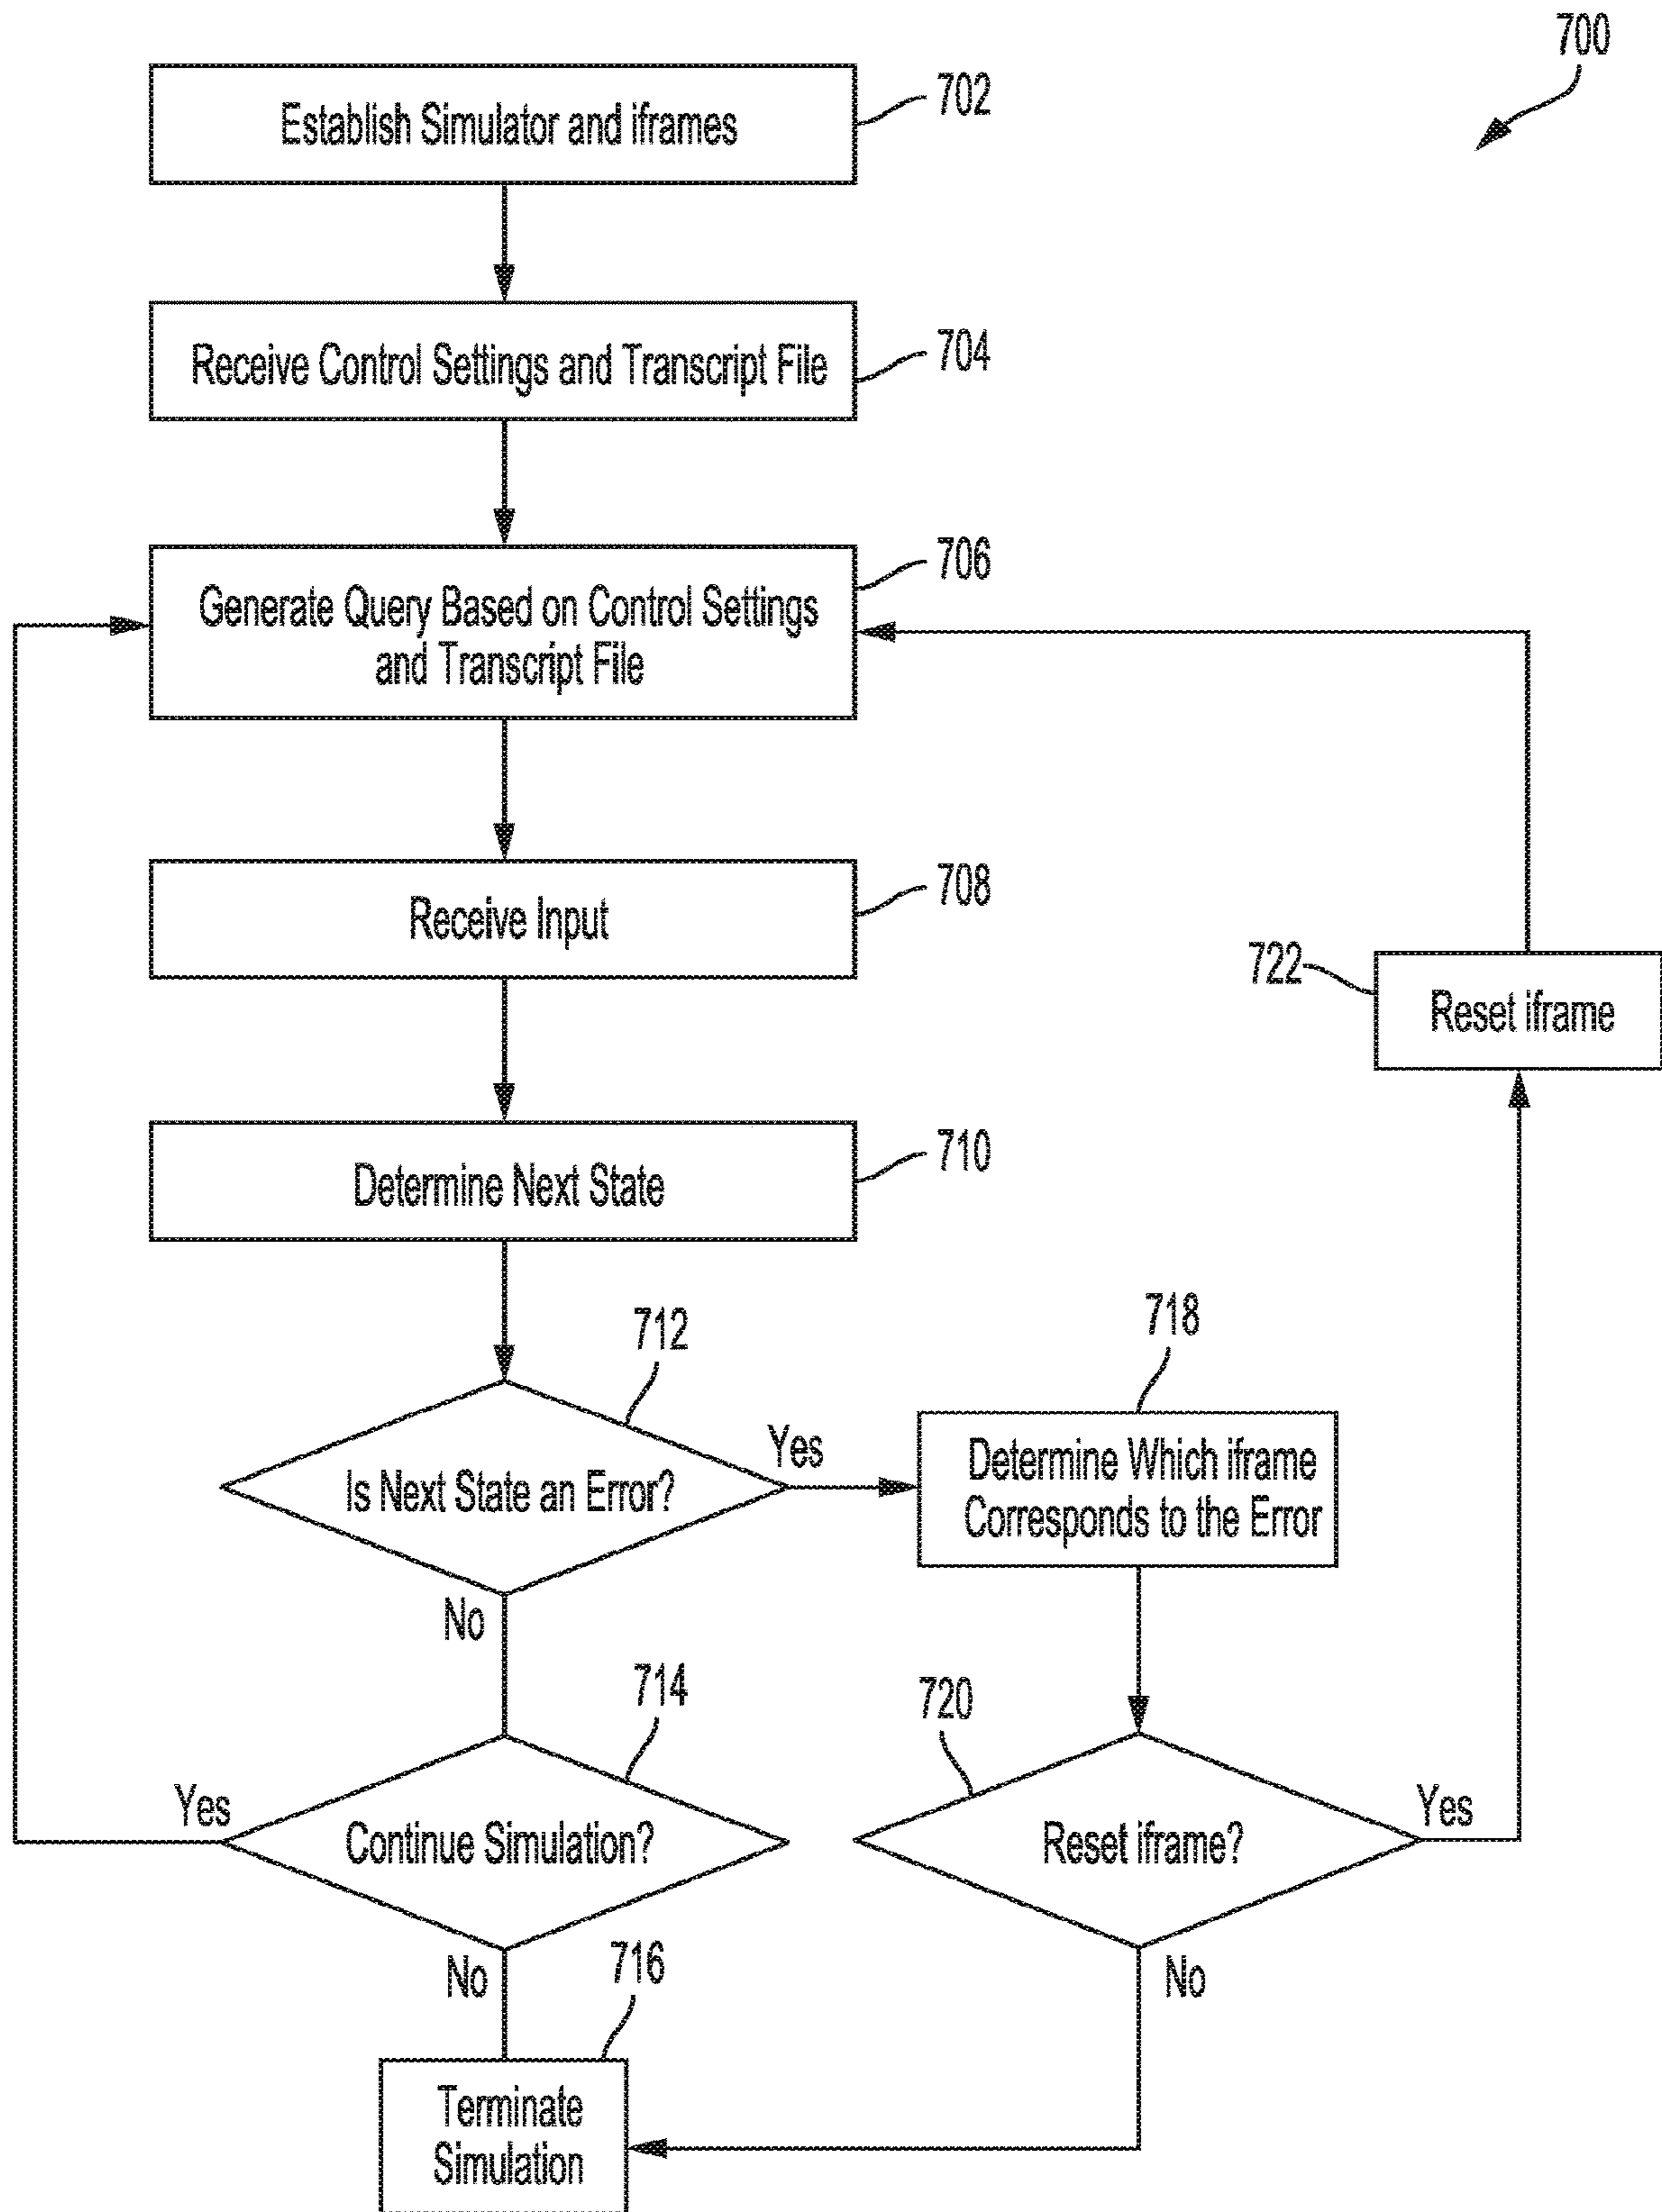 700
Establish Simulator and iframes
702
Receive Control Settings and Transcript File
704
Generate Query Based on Control Settings
and Transcript File
706
Receive Input
708
722
Reset iframe
Determine Next State
710
712
Is Next State an Error?
Yes
No
718
Determine Which iframe
Corresponds to the Error
714
Continue Simulation?
Yes
No
720
Reset iframe?
Yes
No
716
Terminate
Simulation